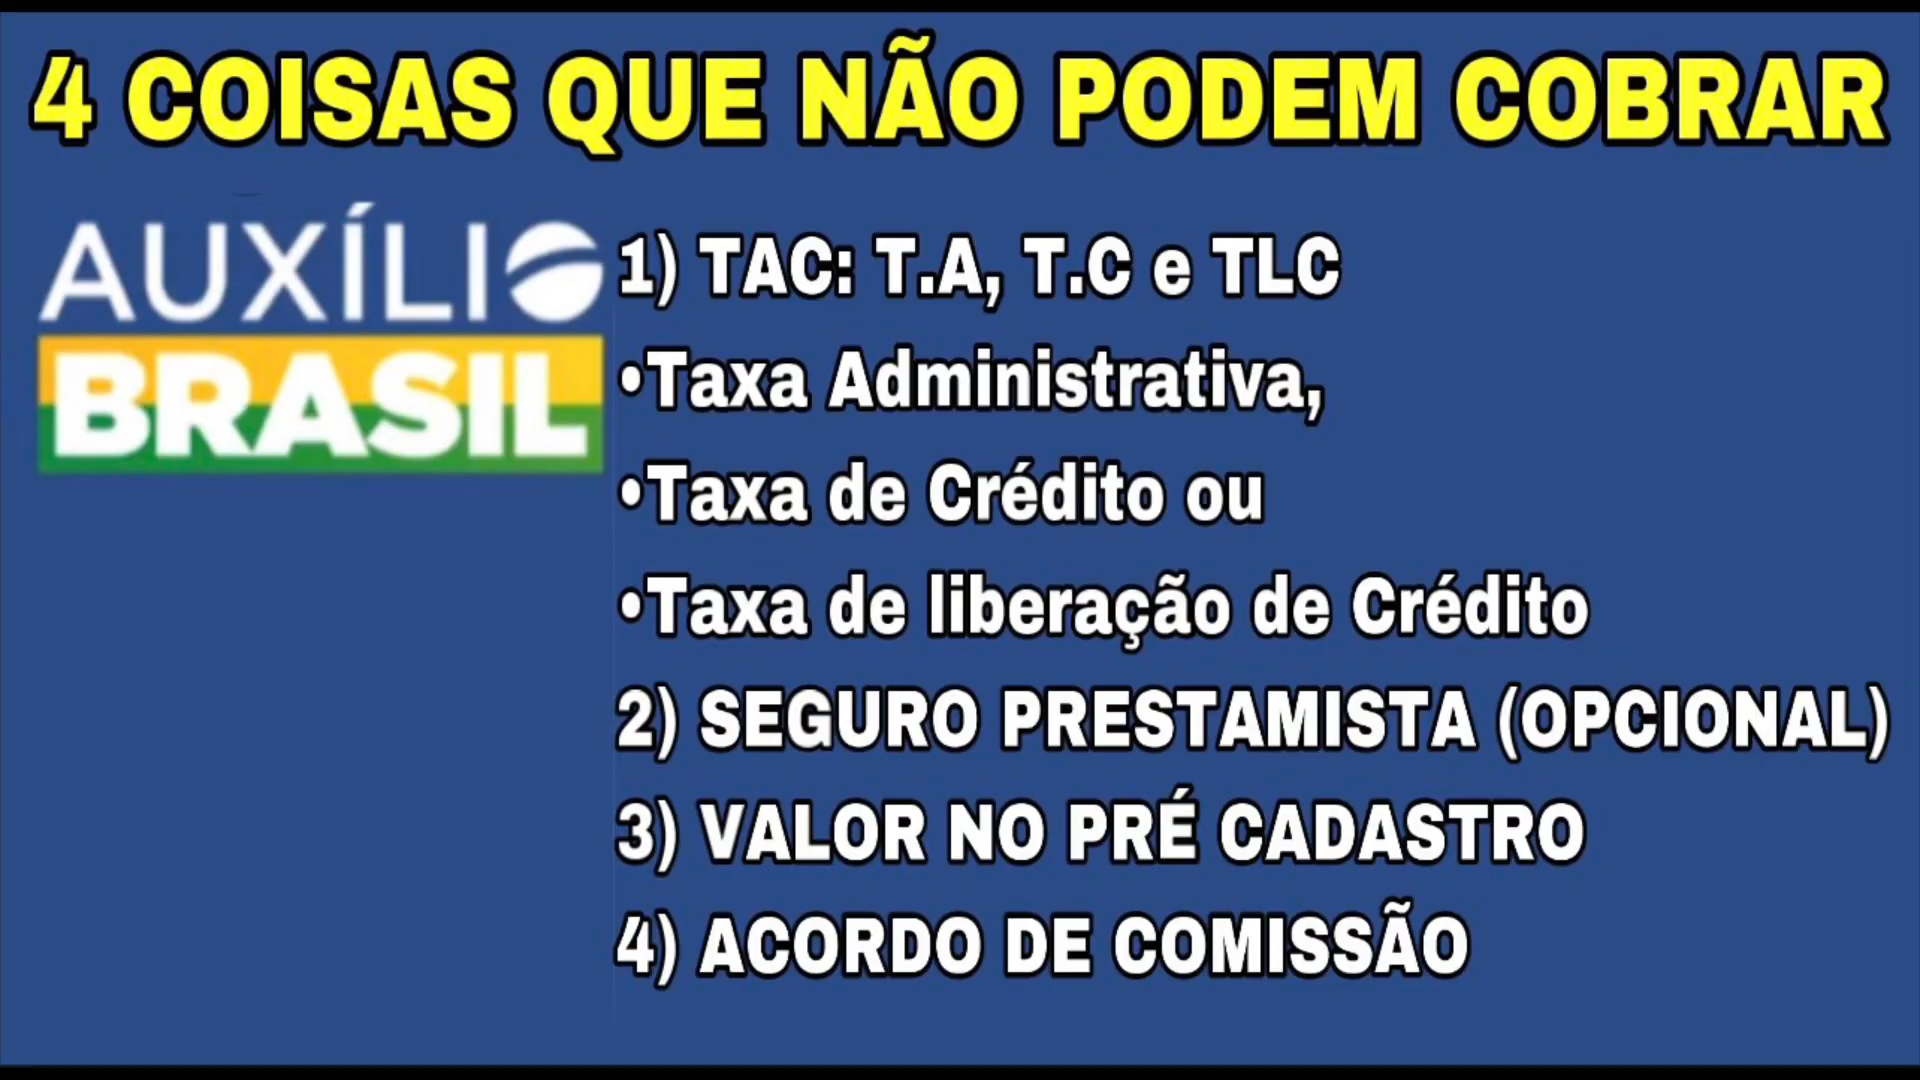 4 COISAS QUE NÃO PODEM COBRAR
AUXÍLIO
BRASIL
1) TAC: T.A, T.C e TLC
•Taxa Administrativa,
•Taxa de Crédito ou
•Taxa de liberação de Crédito
2) SEGURO PRESTAMISTA (OPCIONAL)
3) VALOR NO PRÉ CADASTRO
4) ACORDO DE COMISSÃO